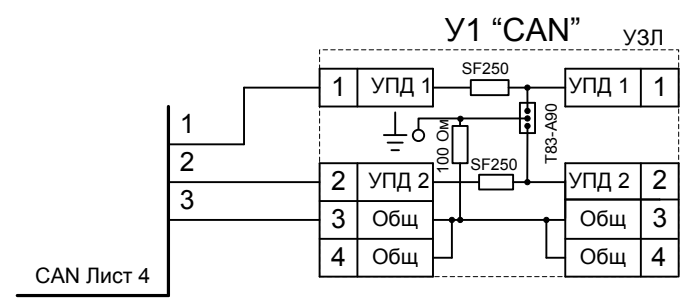 У1 “CAN”
УЗЛ
SF250
1 УПД 1 УПД 1 1
1
100 Ом
T83-A90
2
SF250
2 УПД 2 УПД 2 2
3
3 Общ Общ 3
4 Общ Общ 4
CAN Лист 4